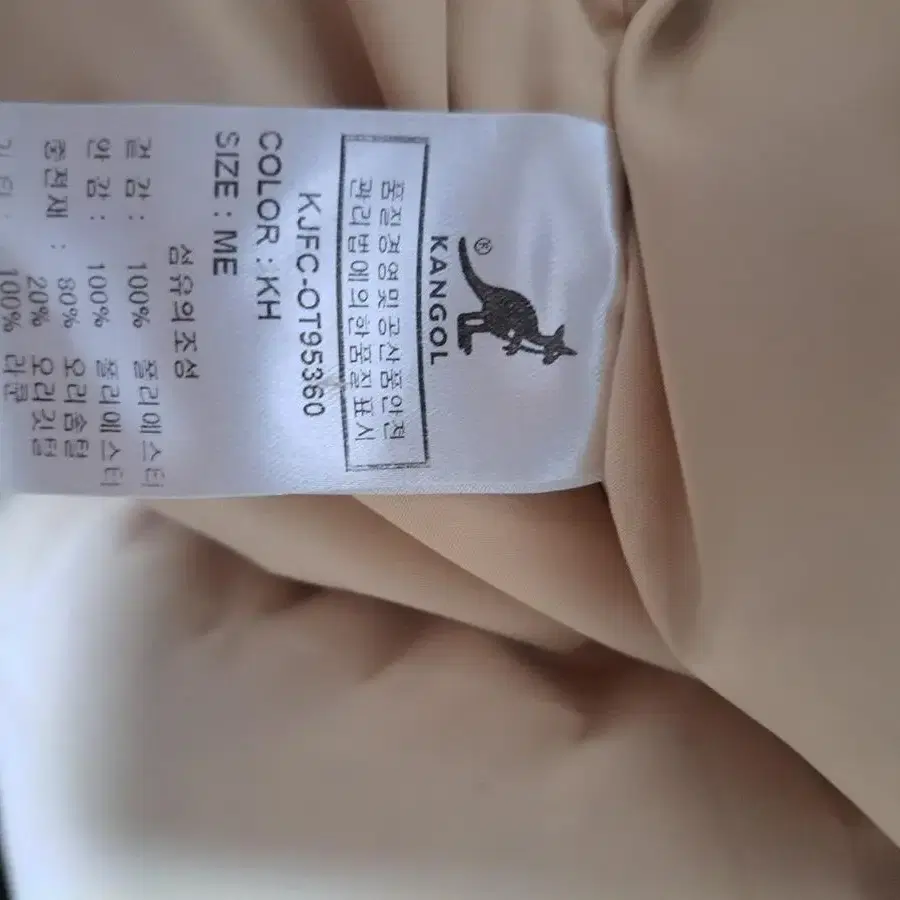 ®
KANGOL
품질경영및공산품안전
관리법에의한품질표시
KJFC-OT95360
COLOR : KH
SIZE : ME
섬유의조성
겉 감 : 100% 폴리에스터
안 감 : 100% 폴리에스터
충전재 : 80% 오리솜털
20% 오리깃털
100% 라쿤